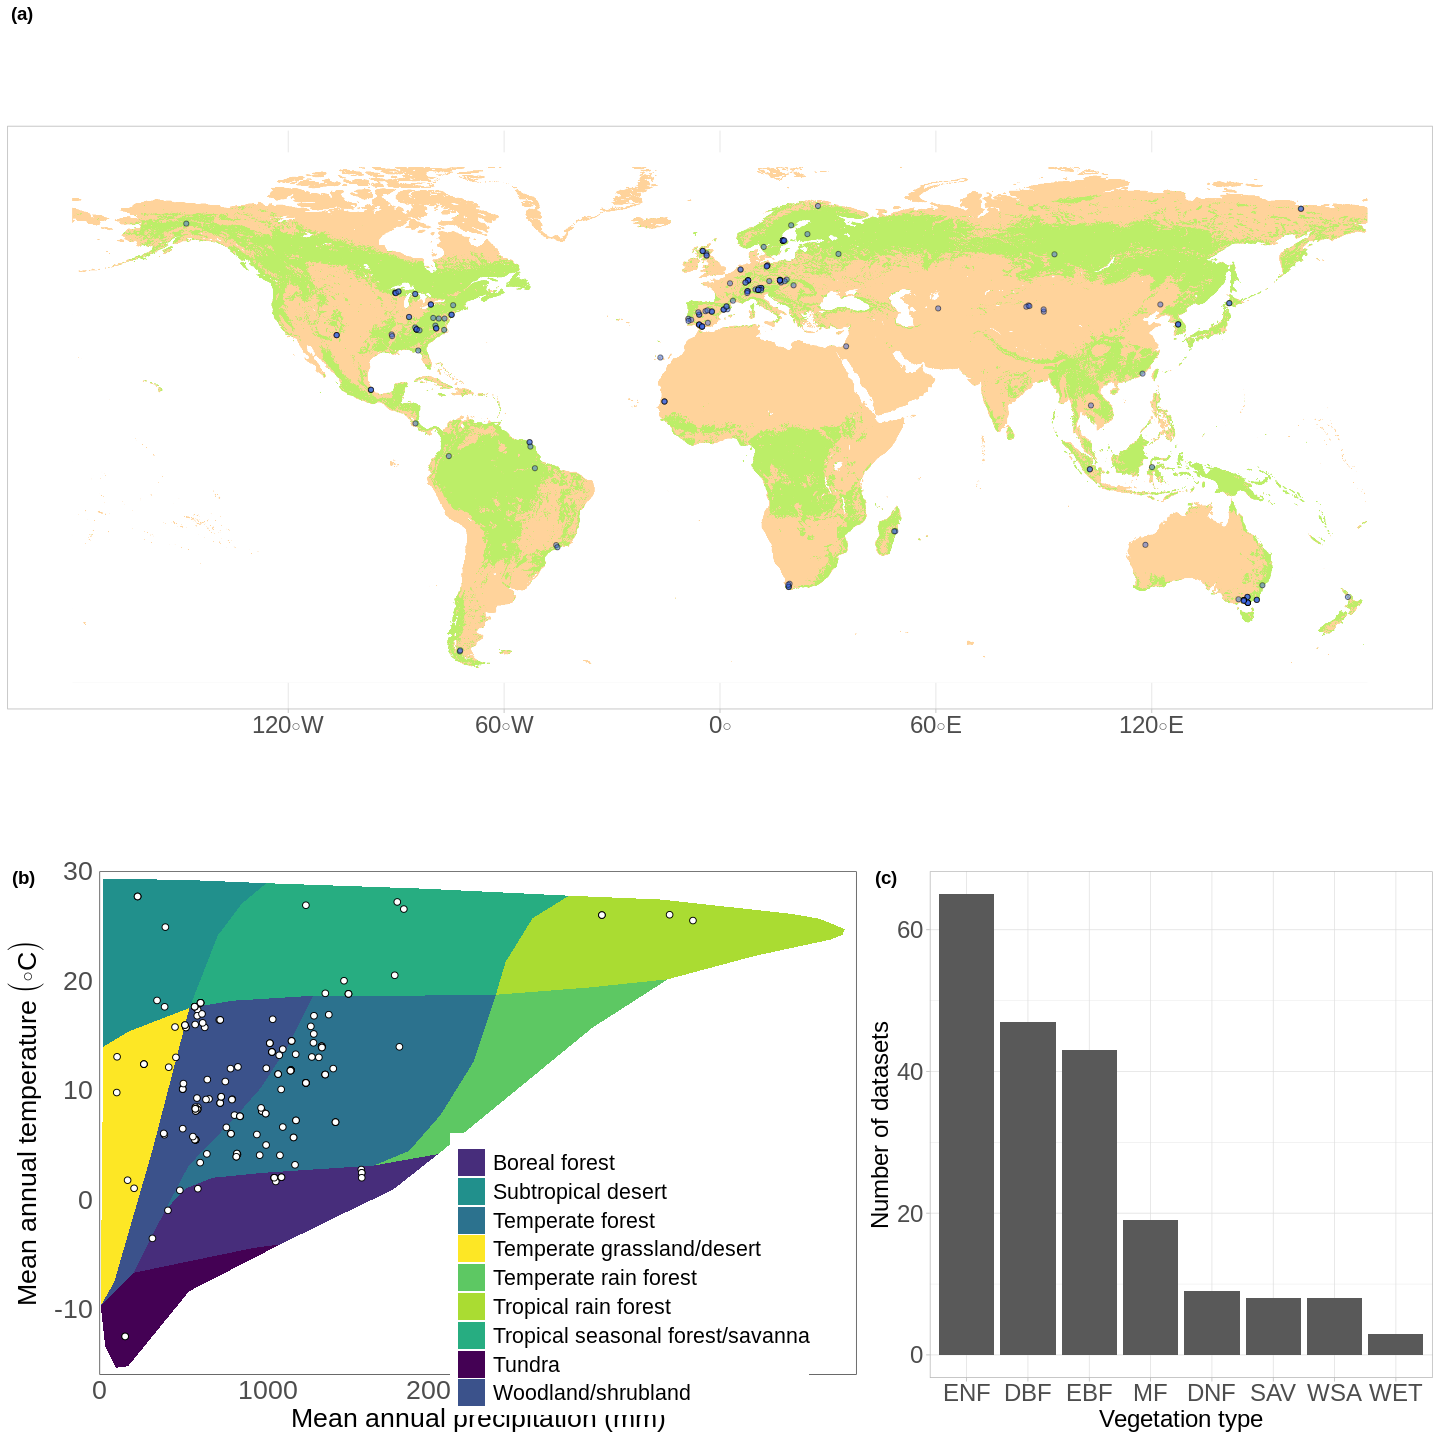 (a)
120°W 60°W 0° 60°E 120°E
(b)
Mean annual temperature (°C)
30
20
10
0
-10
0 1000 200
Mean annual precipitation (mm)
Boreal forest
Subtropical desert
Temperate forest
Temperate grassland/desert
Temperate rain forest
Tropical rain forest
Tropical seasonal forest/savanna
Tundra
Woodland/shrubland
(c)
Number of datasets
60
40
20
0
ENF DBF EBF MF DNF SAV WSA WET
Vegetation type